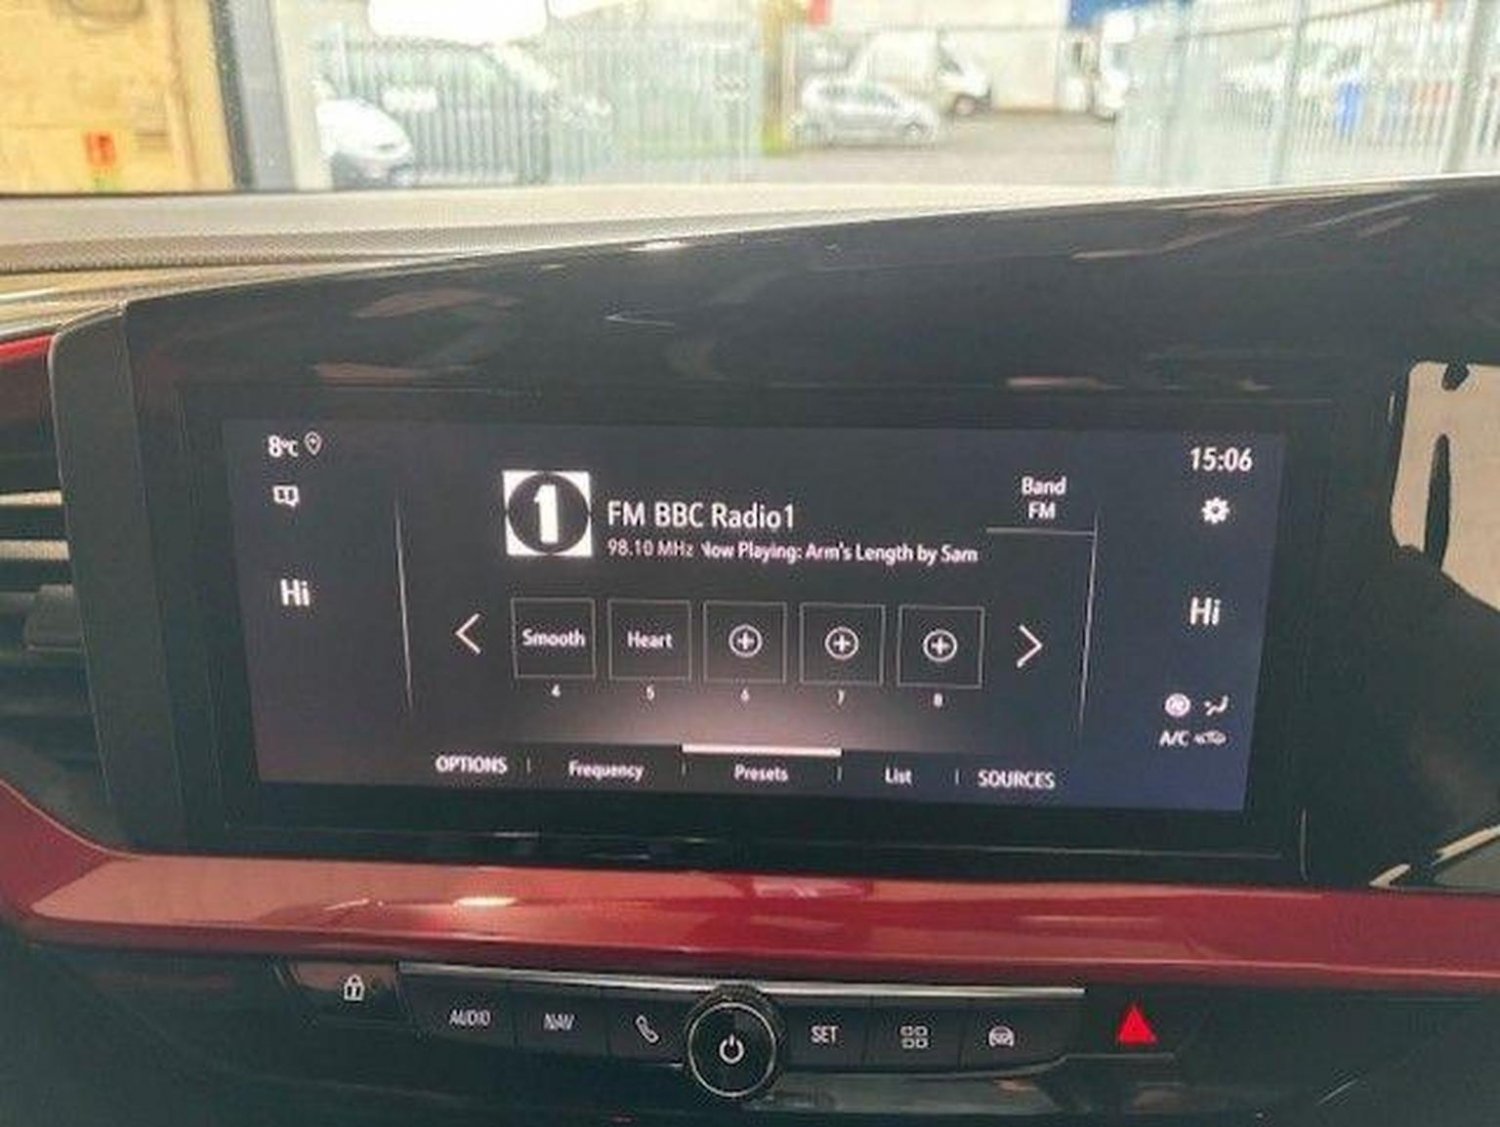 8°C
15:06
1
FM BBC Radio1
98.10 MHz Now Playing: Arm's Length by Sam
Band
FM
Hi
Hi
Smooth
Heart
4
5
6
7
8
A/C
OPTIONS
Frequency
Presets
List
SOURCES
AUDIO
NAV
SET